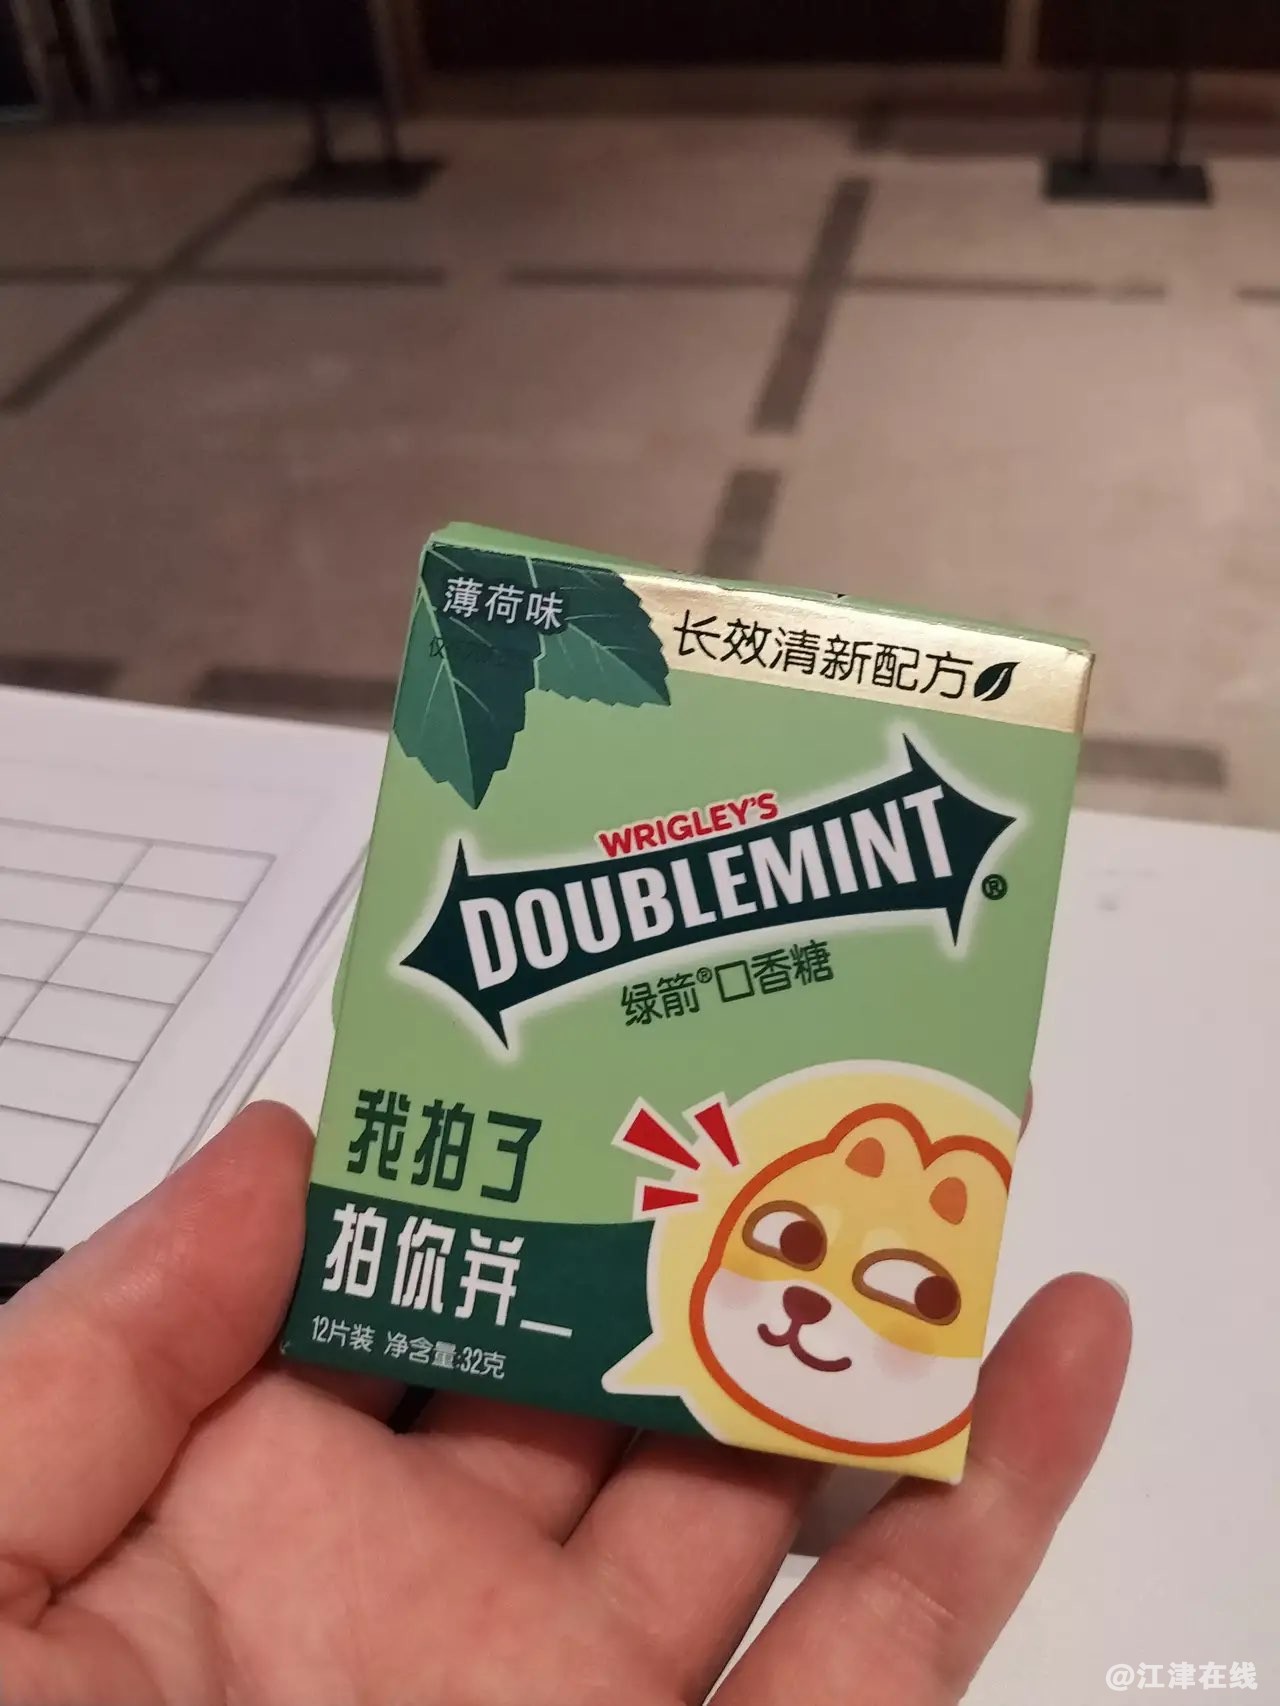 薄荷味
长效清新配方
WRIGLEY'S
DOUBLEMINT®
绿箭®口香糖
我拍了
拍你并_
12片装 净含量:32克
@江津在线